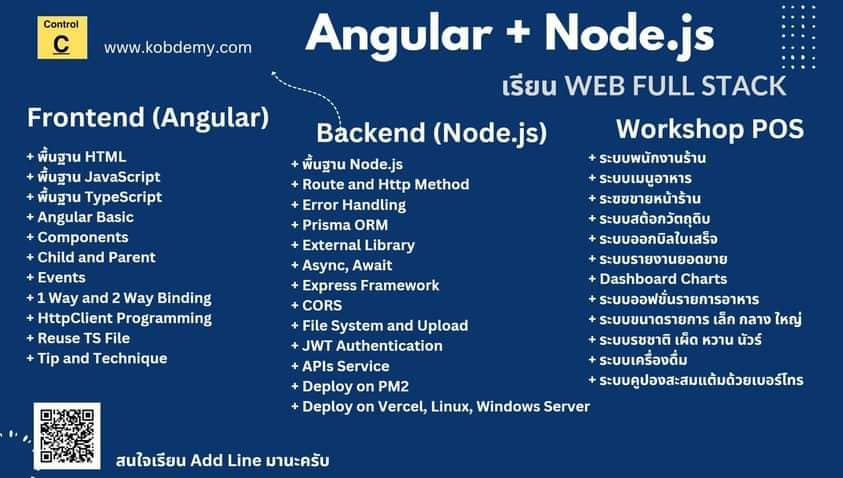 Control
C
www.kobdemy.com
Angular + Node.js
เรียน WEB FULL STACK
Frontend (Angular)
+ พื้นฐาน HTML
+ พื้นฐาน JavaScript
+ พื้นฐาน TypeScript
+ Angular Basic
+ Components
+ Child and Parent
+ Events
+ 1 Way and 2 Way Binding
+ HttpClient Programming
+ Reuse TS File
+ Tip and Technique
Backend (Node.js)
+ พื้นฐาน Node.js
+ Route and Http Method
+ Error Handling
+ Prisma ORM
+ External Library
+ Async, Await
+ Express Framework
+ CORS
+ File System and Upload
+ JWT Authentication
+ APIs Service
+ Deploy on PM2
+ Deploy on Vercel, Linux, Windows Server
Workshop POS
+ ระบบพนักงานร้าน
+ ระบบเมนูอาหาร
+ ระฃฃขายหน้าร้าน
+ ระบบสต้อกวัตถุดิบ
+ ระบบออกบิลใบเสร็จ
+ ระบบรายงานยอดขาย
+ Dashboard Charts
+ ระบบออฟชั่นรายการอาหาร
+ ระบบขนาดรายการ เล็ก กลาง ใหญ่
+ ระบบรชชาติ เผ็ด หวาน นัวร์
+ ระบบเครื่องดื่ม
+ ระบบคูปองสะสมแต้มด้วยเบอร์โทร
สนใจเรียน Add Line มานะครับ